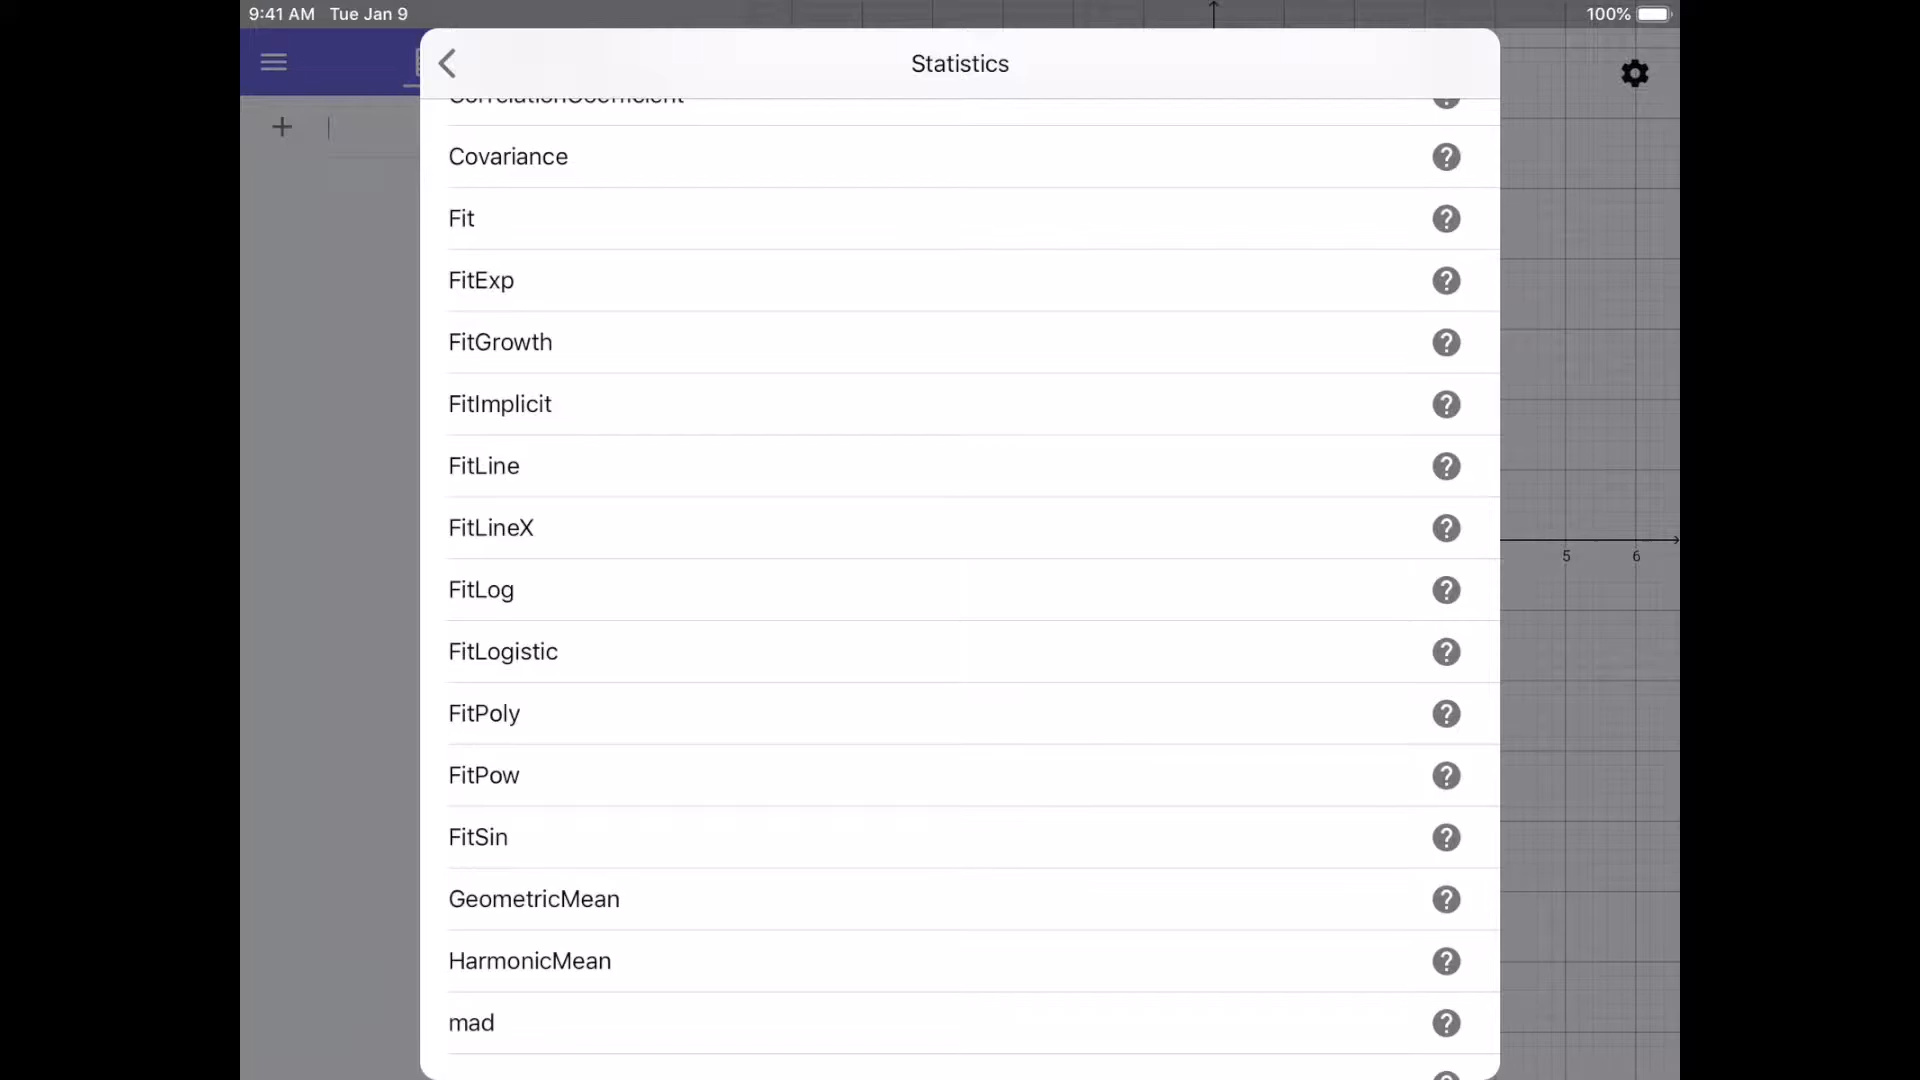 9:41 AM Tue Jan 9
100%
Statistics
CorrelationCoefficient
Covariance
Fit
FitExp
FitGrowth
FitImplicit
FitLine
FitLineX
FitLog
FitLogistic
FitPoly
FitPow
FitSin
GeometricMean
HarmonicMean
mad
5 6